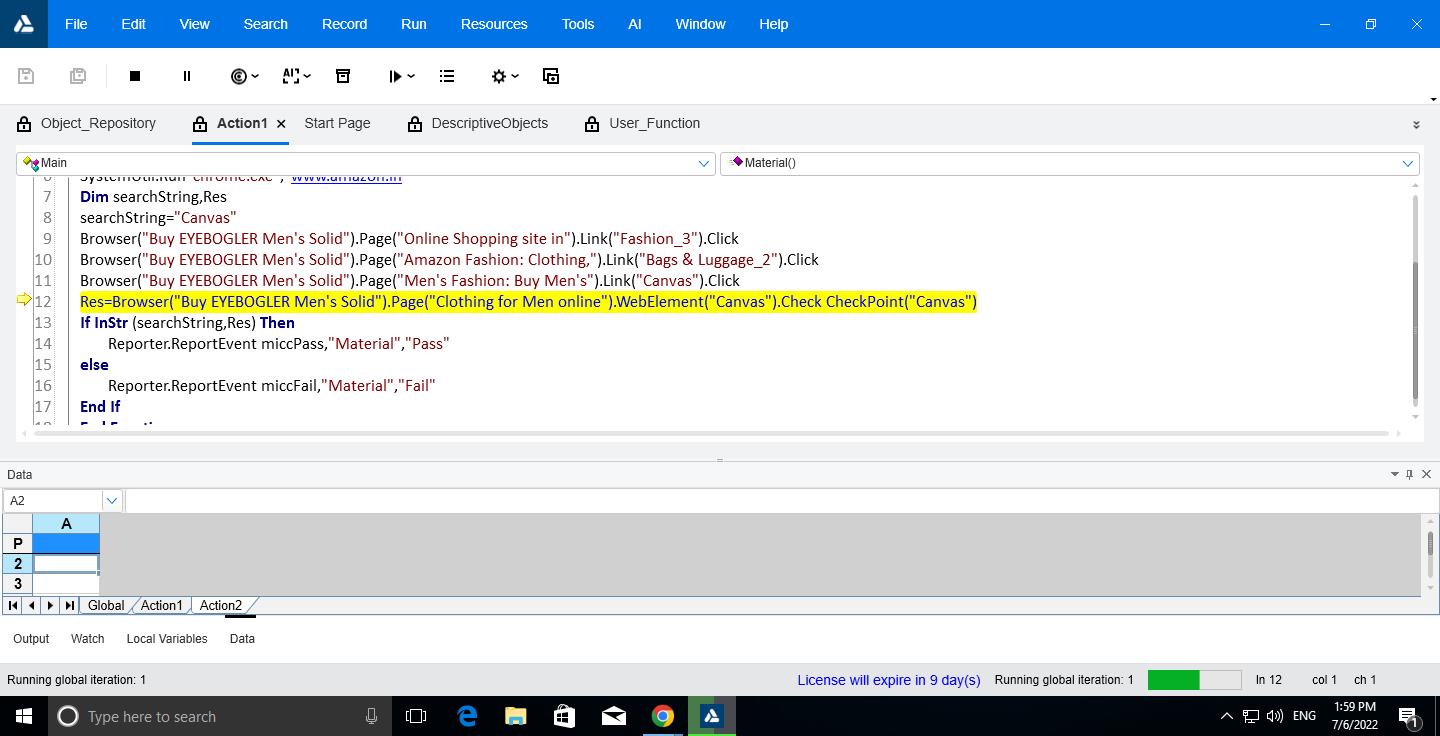 File Edit View Search Record Run Resources Tools AI Window Help
Object_Repository Action1 Start Page DescriptiveObjects User_Function
Main Material()
7 Dim searchString,Res
8 searchString="Canvas"
9 Browser("Buy EYEBOGLER Men's Solid").Page("Online Shopping site in").Link("Fashion_3").Click
10 Browser("Buy EYEBOGLER Men's Solid").Page("Amazon Fashion: Clothing,").Link("Bags & Luggage_2").Click
11 Browser("Buy EYEBOGLER Men's Solid").Page("Men's Fashion: Buy Men's").Link("Canvas").Click
12 Res=Browser("Buy EYEBOGLER Men's Solid").Page("Clothing for Men online").WebElement("Canvas").Check CheckPoint("Canvas")
13 If InStr (searchString,Res) Then
14 Reporter.ReportEvent miccPass,"Material","Pass"
15 else
16 Reporter.ReportEvent miccFail,"Material","Fail"
17 End If
Data
A2
A
P
2
3
Global Action1 Action2
Output Watch Local Variables Data
Running global iteration: 1 License will expire in 9 day(s) Running global iteration: 1 ln 12 col 1 ch 1
Type here to search ENG 1:59 PM
7/6/2022 1